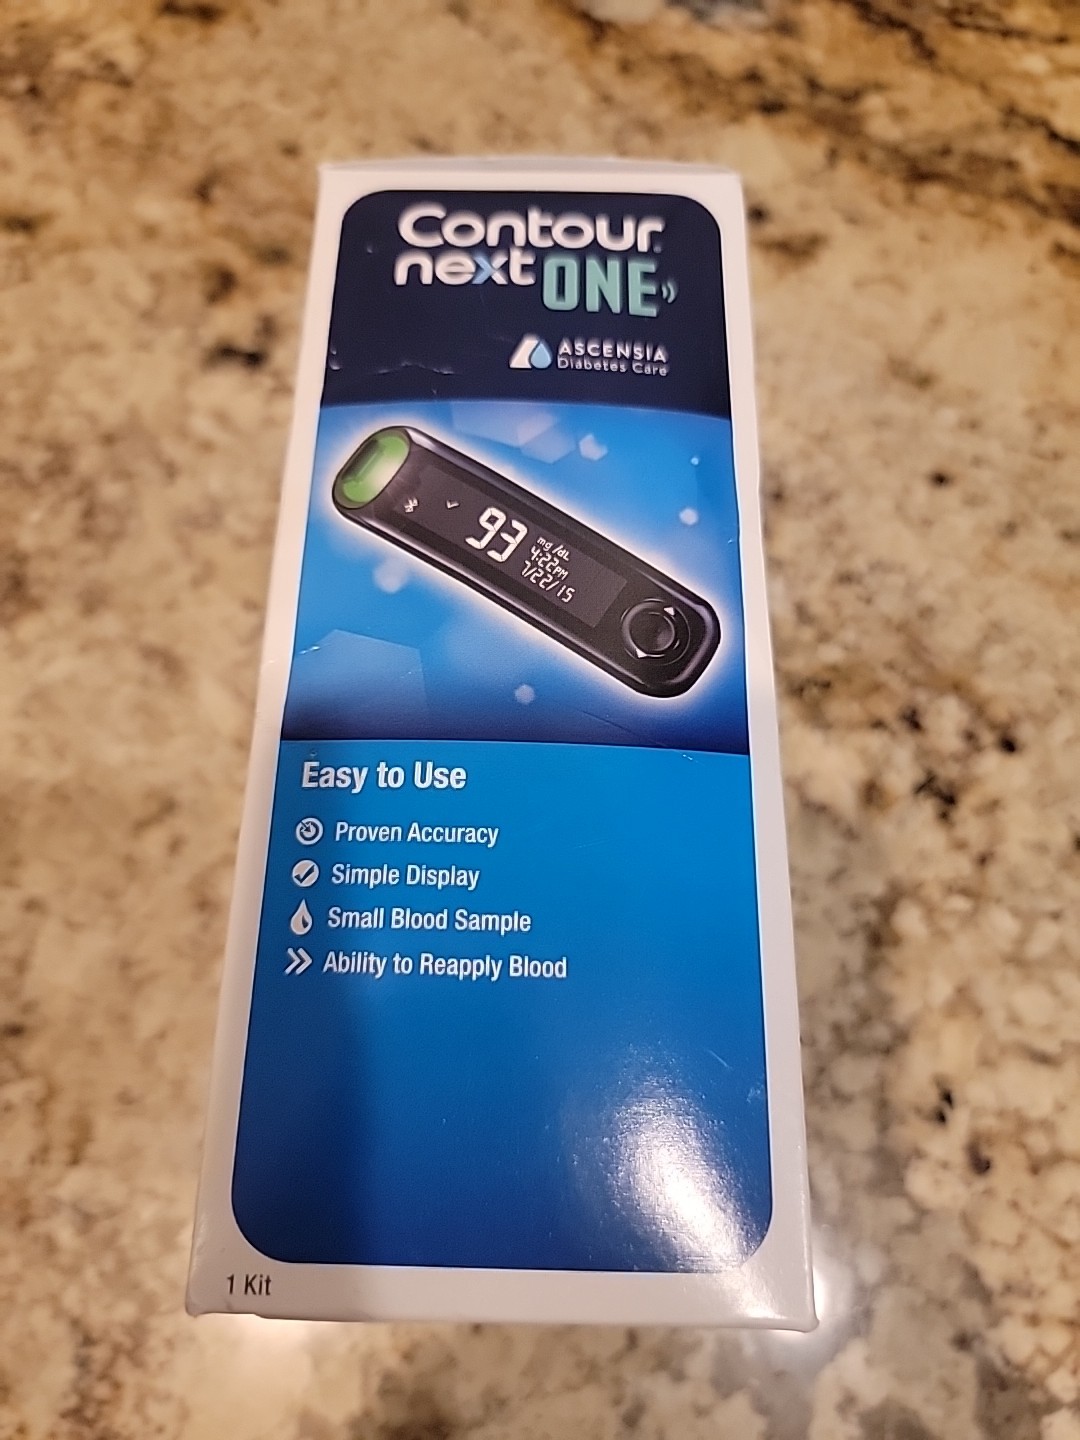 Contour
next ONE
ASCENSIA
Diabetes Care
93
mg/dL
4:22PM
7/22/15
Easy to Use
Proven Accuracy
Simple Display
Small Blood Sample
Ability to Reapply Blood
1 Kit